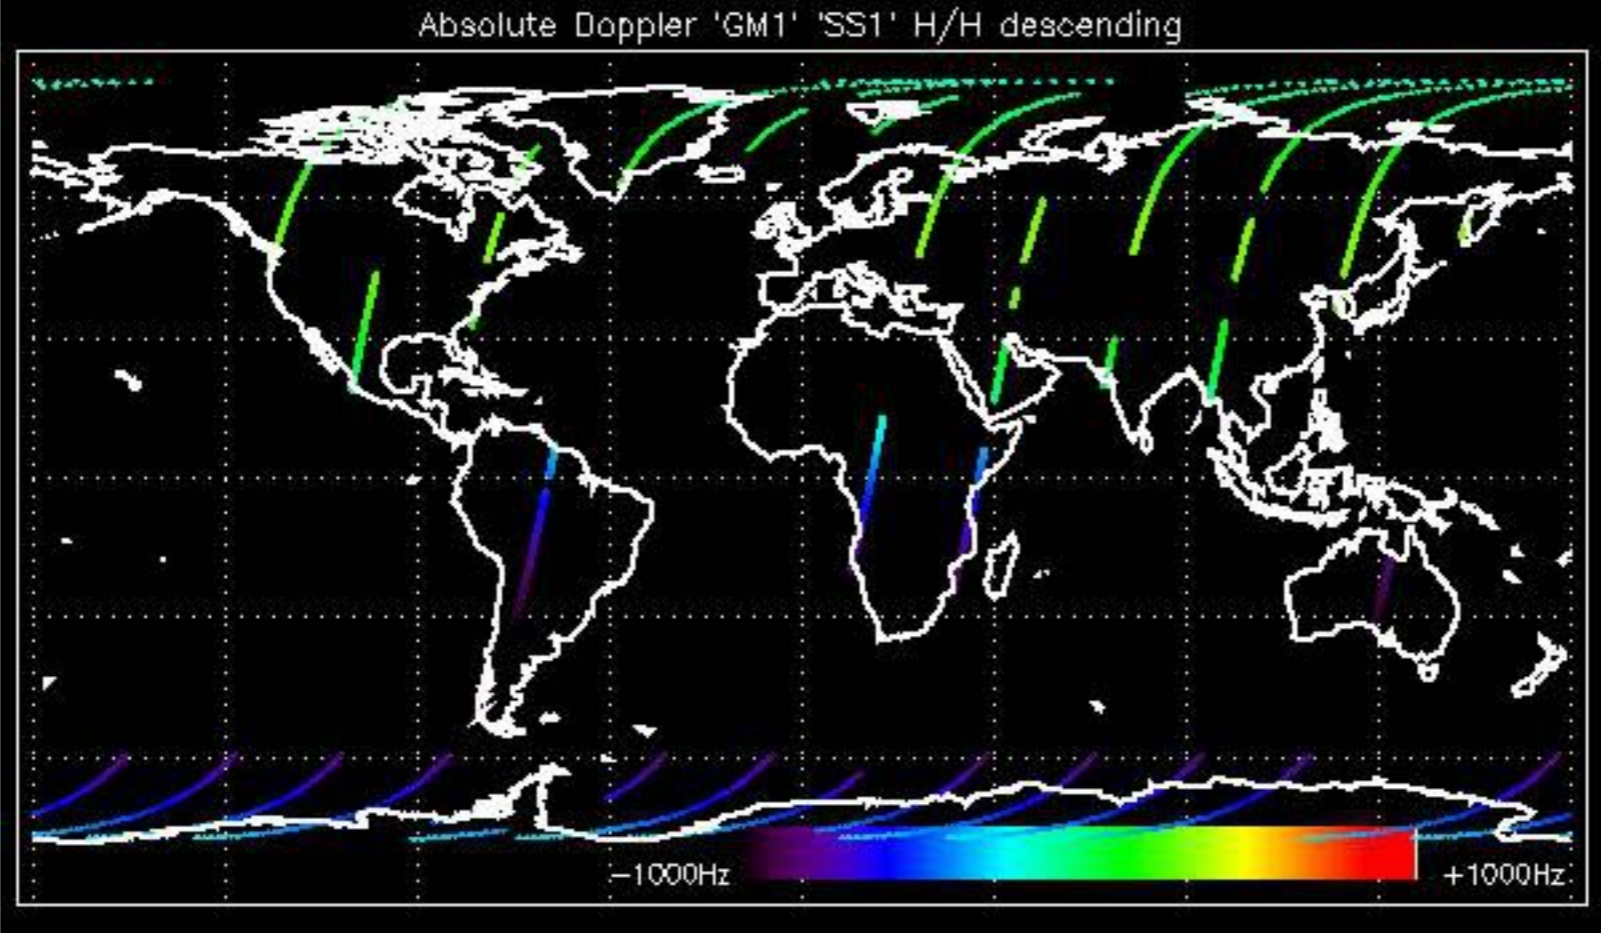 Absolute Doppler 'GM1' 'SS1' H/H descending
−1000Hz +1000Hz